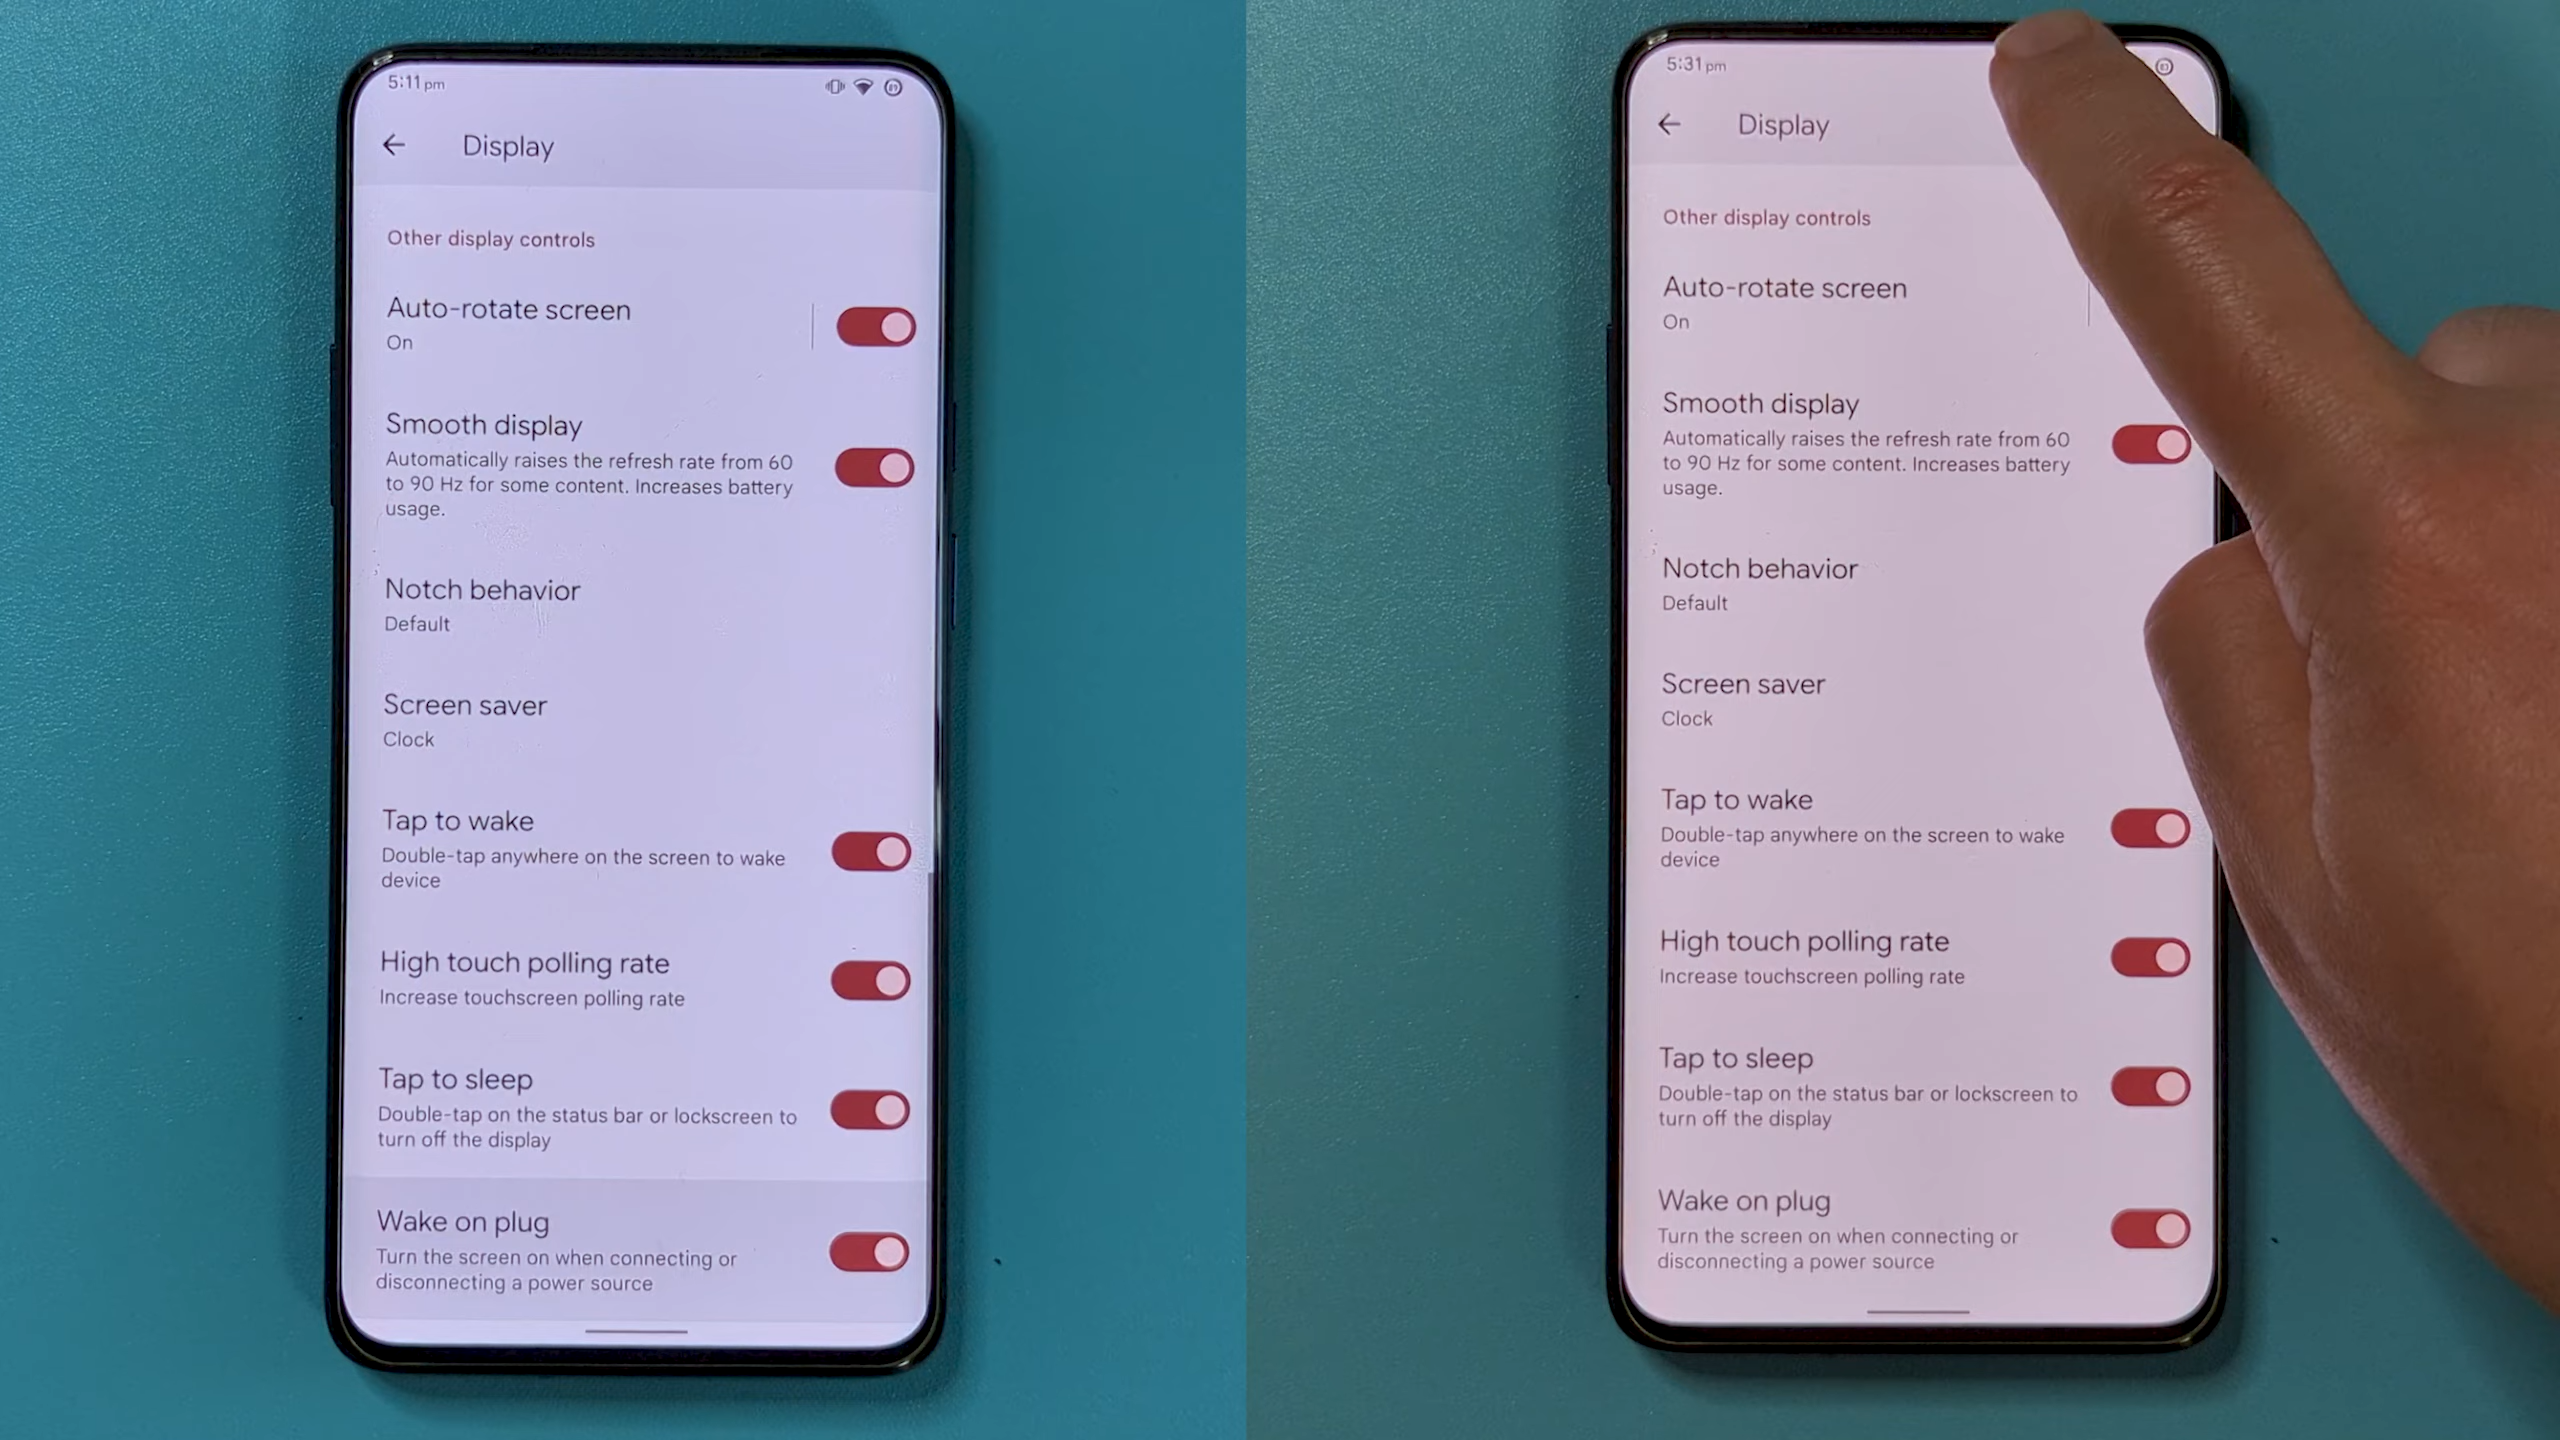 5:11 pm
Display
Other display controls
Auto-rotate screen
On
Smooth display
Automatically raises the refresh rate from 60
to 90 Hz for some content. Increases battery
usage.
Notch behavior
Default
Screen saver
Clock
Tap to wake
Double-tap anywhere on the screen to wake
device
High touch polling rate
Increase touchscreen polling rate
Tap to sleep
Double-tap on the status bar or lockscreen to
turn off the display
Wake on plug
Turn the screen on when connecting or
disconnecting a power source
5:31 pm
Display
Other display controls
Auto-rotate screen
On
Smooth display
Automatically raises the refresh rate from 60
to 90 Hz for some content. Increases battery
usage.
Notch behavior
Default
Screen saver
Clock
Tap to wake
Double-tap anywhere on the screen to wake
device
High touch polling rate
Increase touchscreen polling rate
Tap to sleep
Double-tap on the status bar or lockscreen to
turn off the display
Wake on plug
Turn the screen on when connecting or
disconnecting a power source